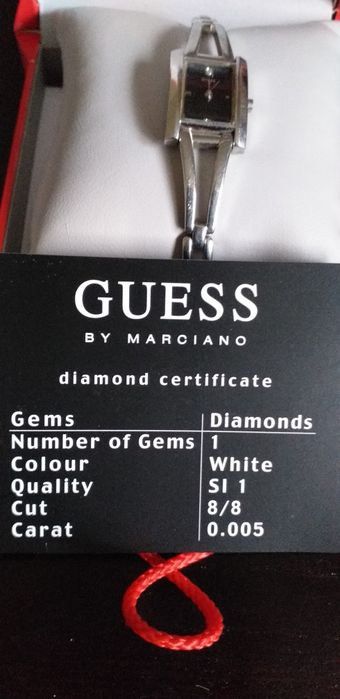 GUESS
BY MARCIANO
diamond certificate
Gems Diamonds
Number of Gems 1
Colour White
Quality SI 1
Cut 8/8
Carat 0.005